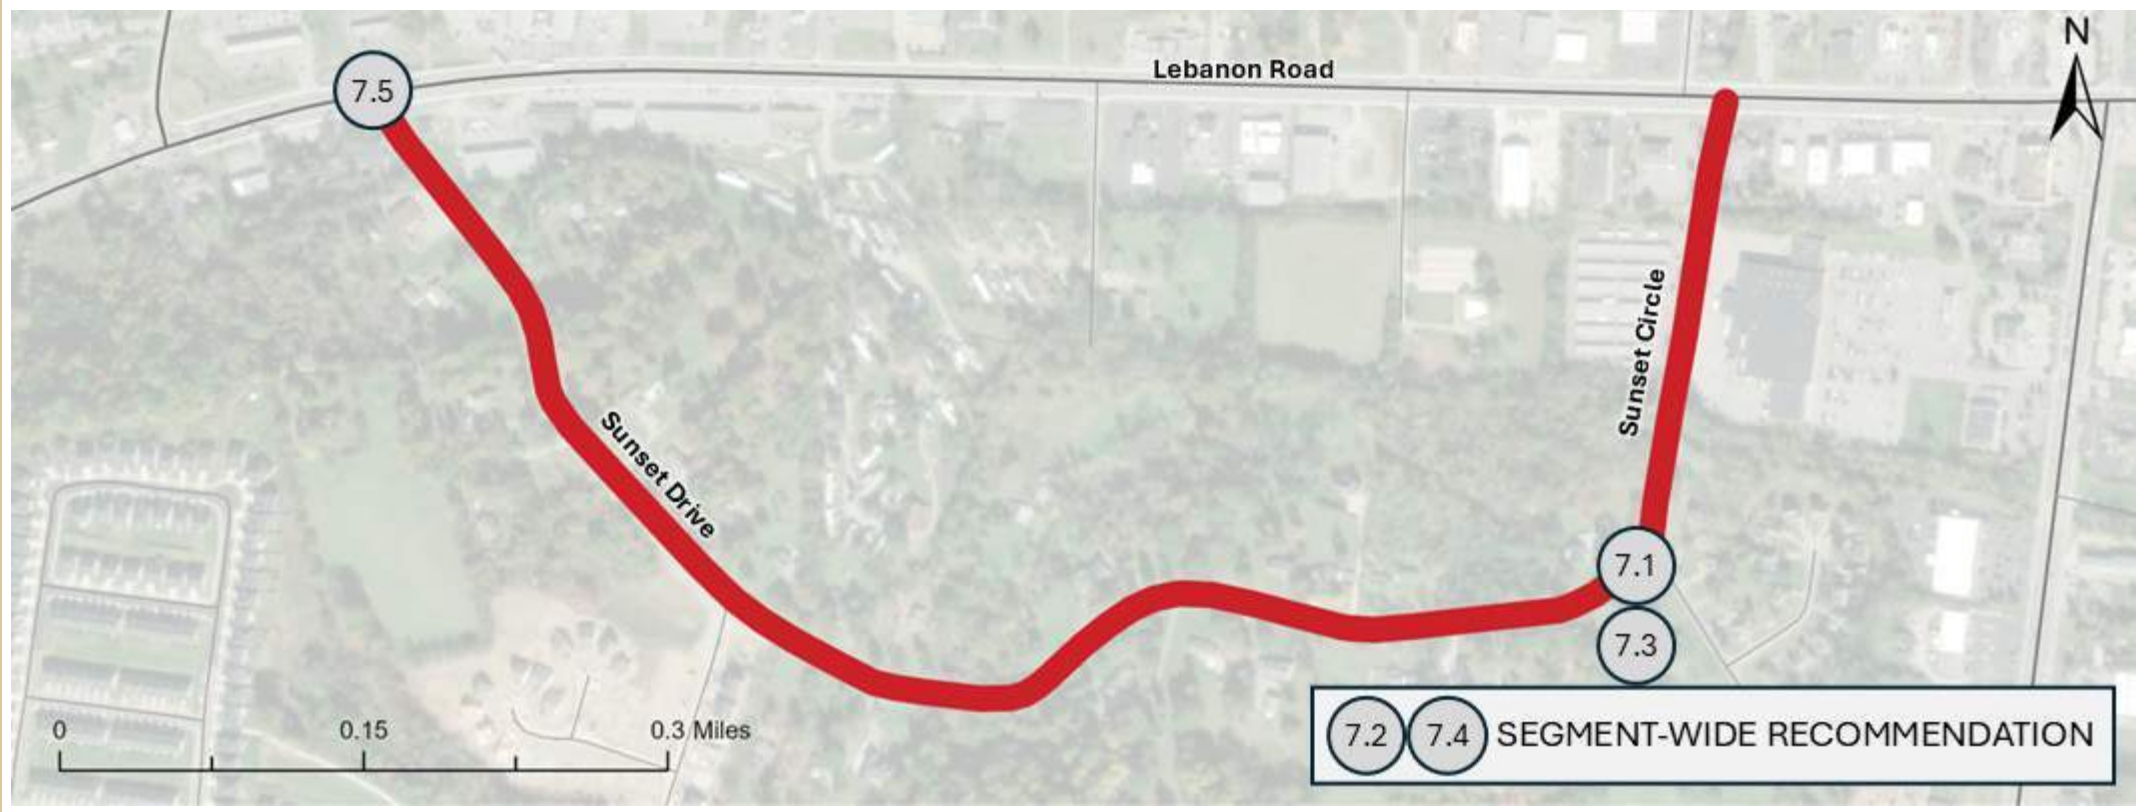 N
Lebanon Road
7.5
Sunset Circle
Sunset Drive
7.1
7.3
0 0.15 0.3 Miles
7.2 7.4 SEGMENT-WIDE RECOMMENDATION